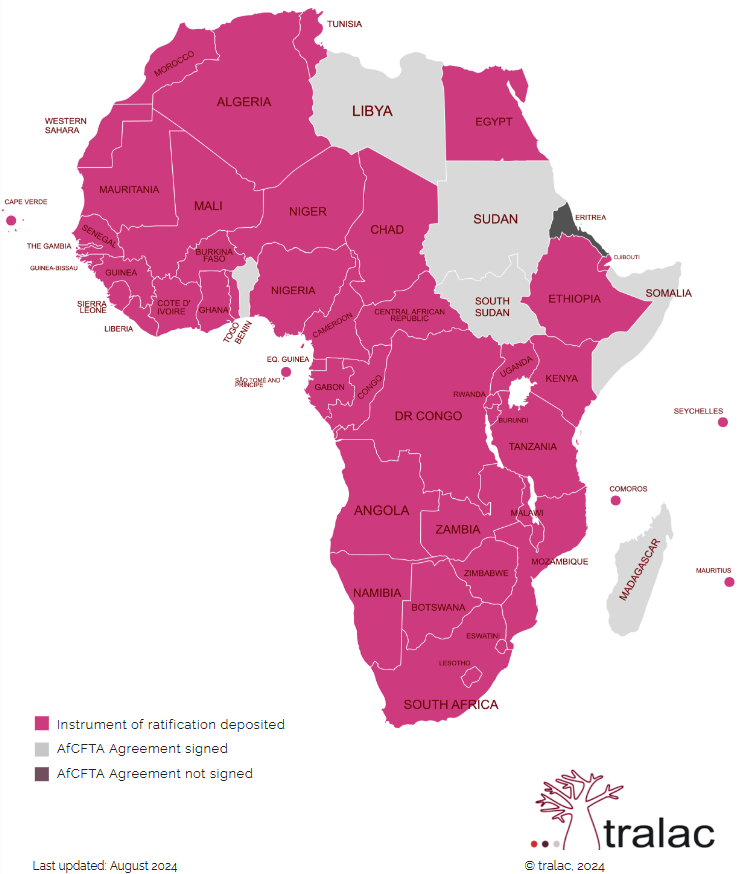 TUNISIA
MOROCCO
ALGERIA
LIBYA
EGYPT
WESTERN
SAHARA
MAURITANIA
MALI
NIGER
CHAD
SUDAN
ERITREA
CAPE VERDE
SENEGAL
THE GAMBIA
GUINEA-BISSAU
GUINEA
BURKINA
FASO
DJIBOUTI
SIERRA
LEONE
LIBERIA
COTE D'
IVOIRE
GHANA
TOGO
BENIN
NIGERIA
CAMEROON
CENTRAL AFRICAN
REPUBLIC
SOUTH
SUDAN
ETHIOPIA
SOMALIA
EQ. GUINEA
SÃO TOMÉ AND
PRINCIPE
GABON
CONGO
DR CONGO
UGANDA
KENYA
RWANDA
BURUNDI
TANZANIA
SEYCHELLES
COMOROS
ANGOLA
ZAMBIA
MALAWI
MOZAMBIQUE
MADAGASCAR
MAURITIUS
NAMIBIA
ZIMBABWE
BOTSWANA
ESWATINI
LESOTHO
SOUTH AFRICA
Instrument of ratification deposited
AfCFTA Agreement signed
AfCFTA Agreement not signed
tralac
Last updated: August 2024
© tralac, 2024